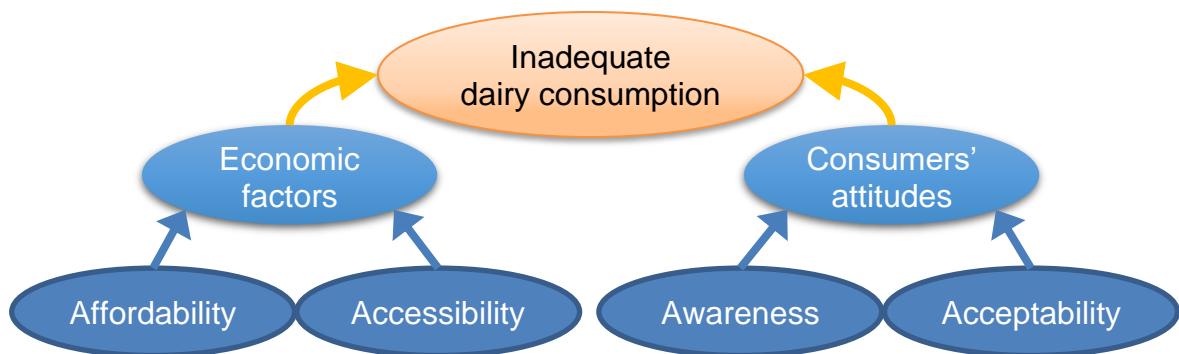 Inadequate
dairy consumption
Economic
factors
Consumers’
attitudes
Affordability
Accessibility
Awareness
Acceptability